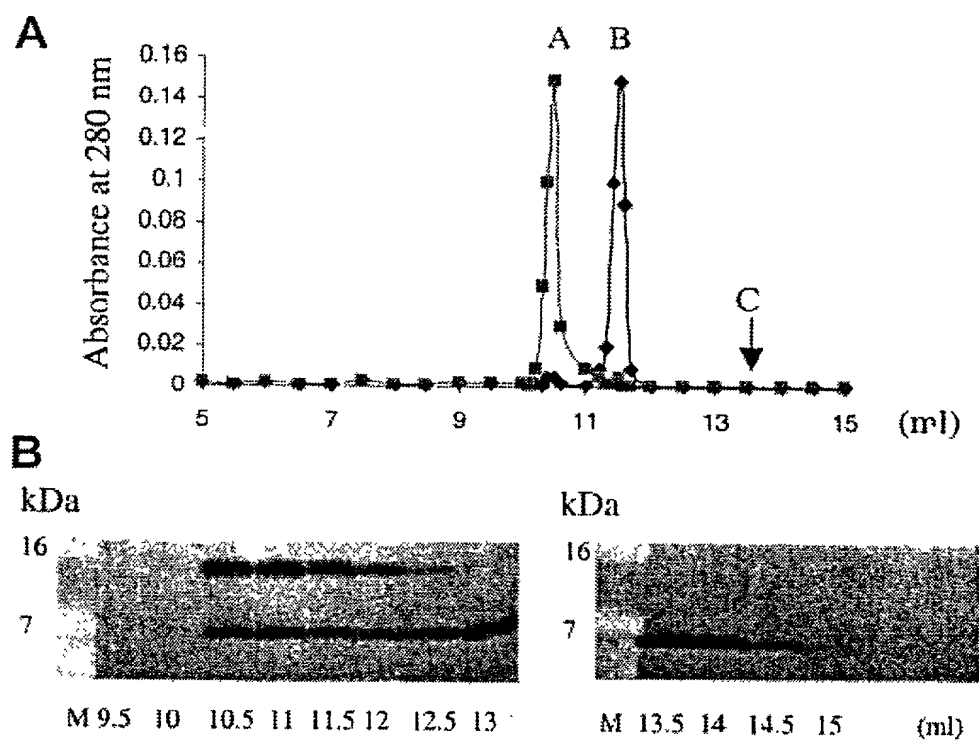 A
A B
Absorbance at 280 nm
0.16
0.14
0.12
0.1
0.08
0.06
0.04
0.02
0
C
5 7 9 11 13 15 (ml)
B
kDa kDa
16 16
7 7
M 9.5 10 10.5 11 11.5 12 12.5 13 M 13.5 14 14.5 15 (ml)